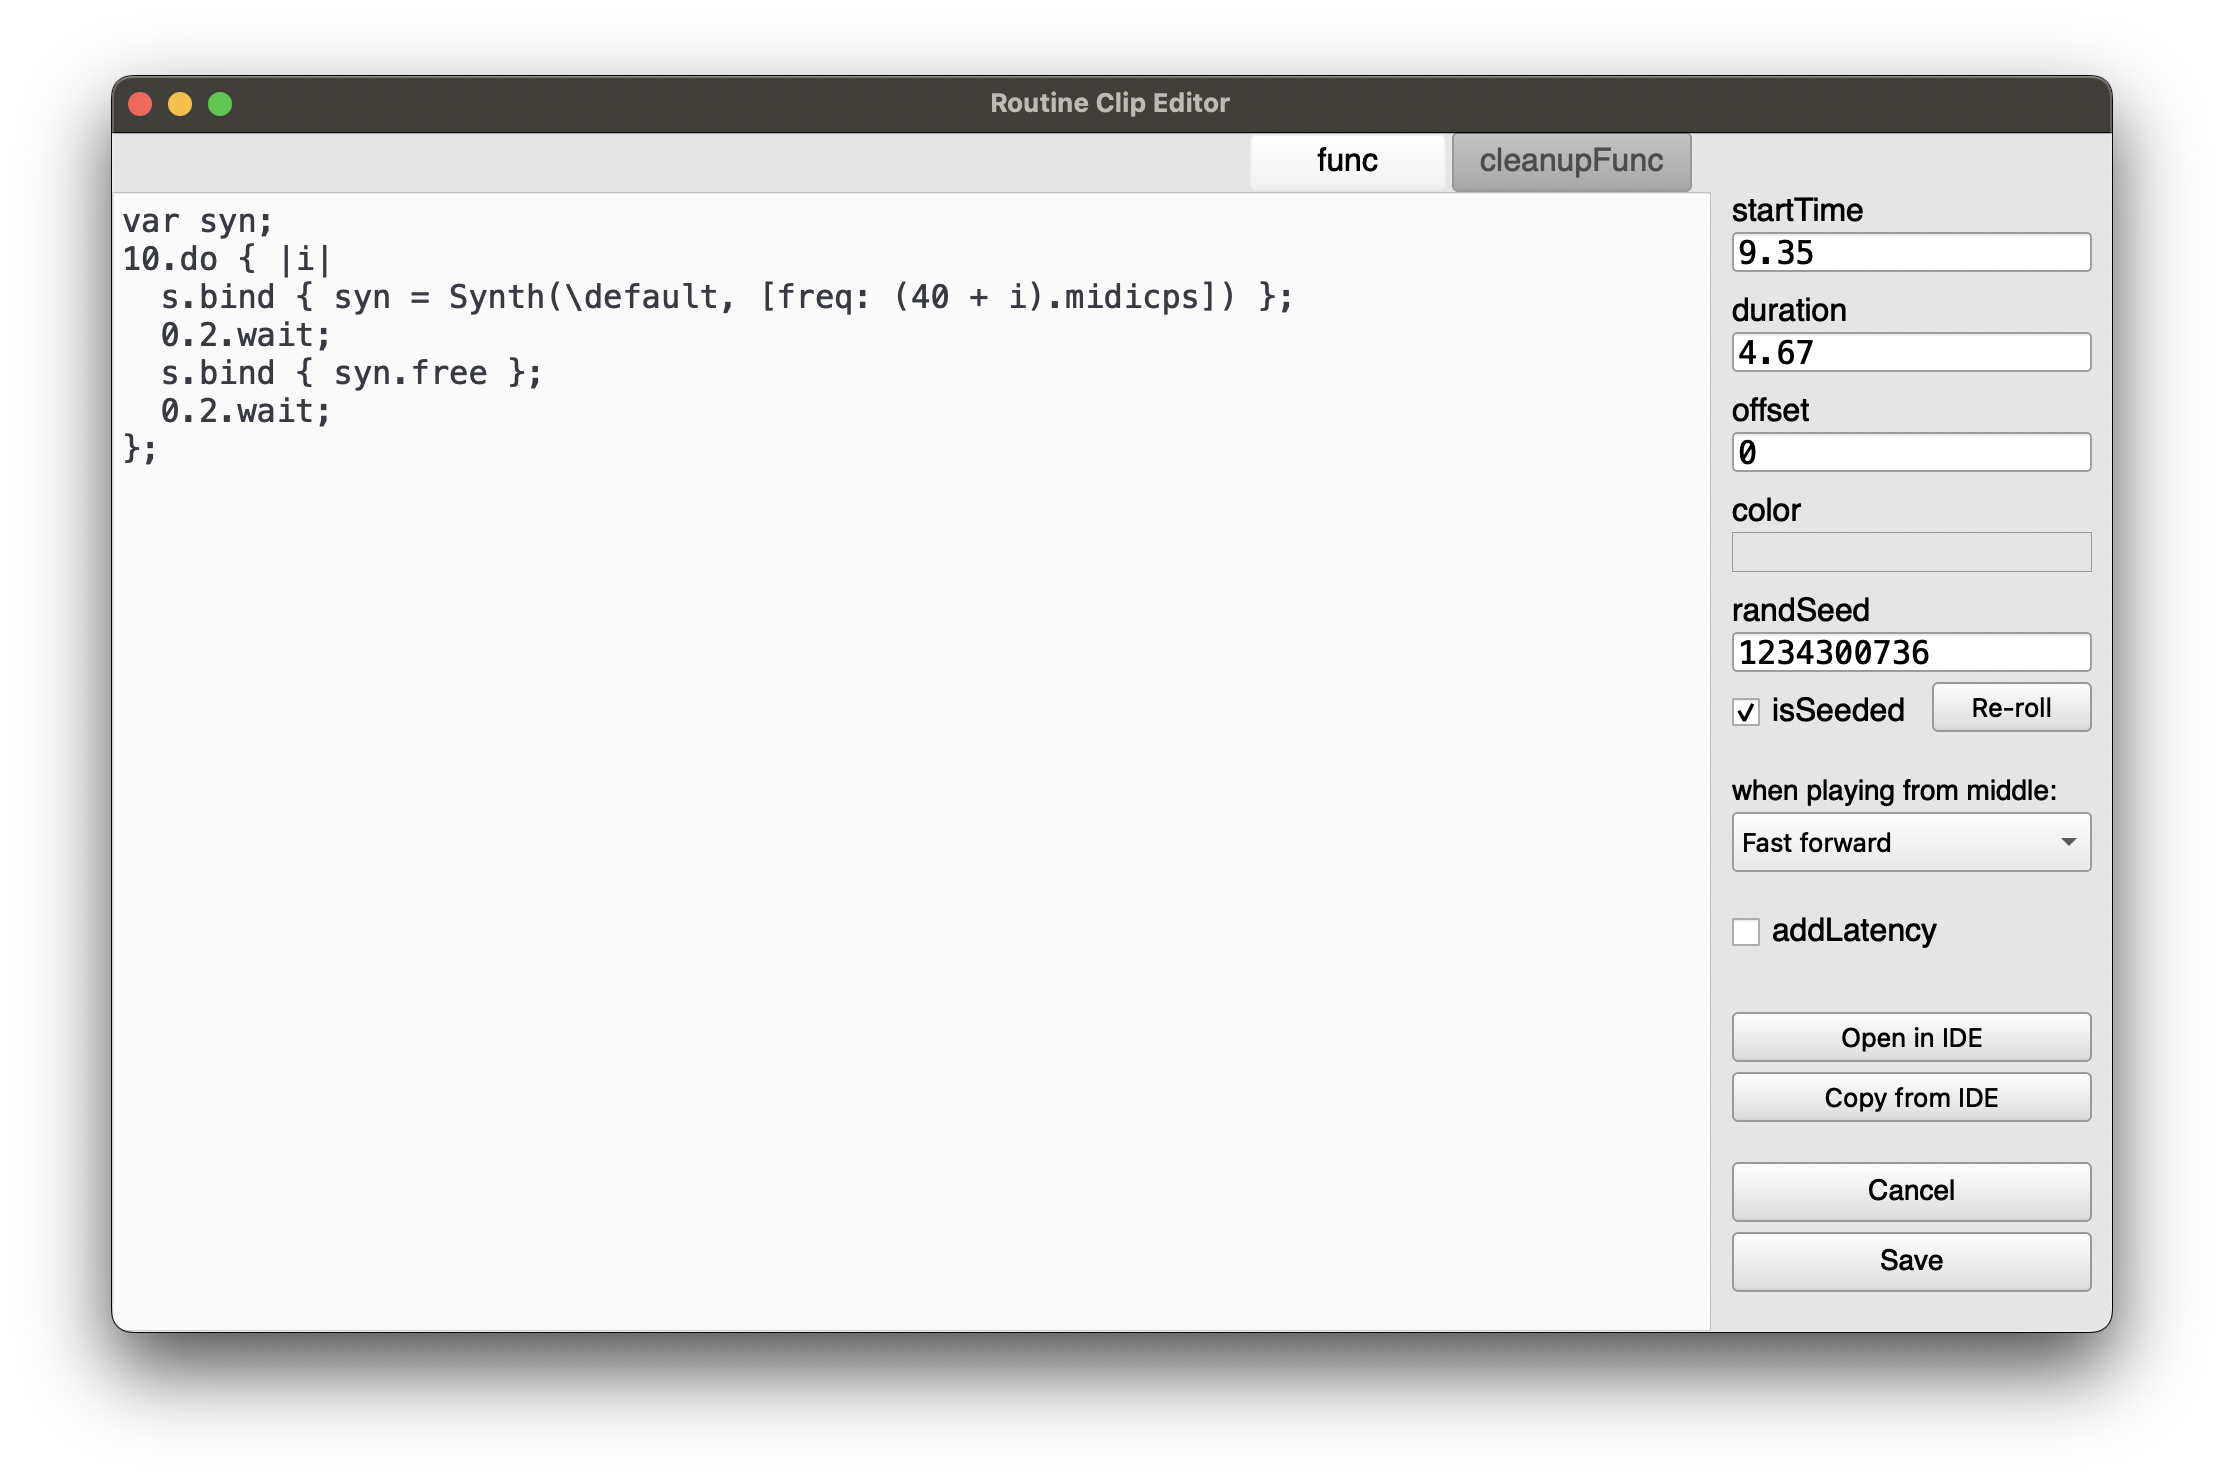 Routine Clip Editor
func
cleanupFunc
var syn;
10.do { |i|
  s.bind { syn = Synth(\default, [freq: (40 + i).midicps]) };
  0.2.wait;
  s.bind { syn.free };
  0.2.wait;
};
startTime
9.35
duration
4.67
offset
0
color
randSeed
1234300736
isSeeded
Re-roll
when playing from middle:
Fast forward
addLatency
Open in IDE
Copy from IDE
Cancel
Save